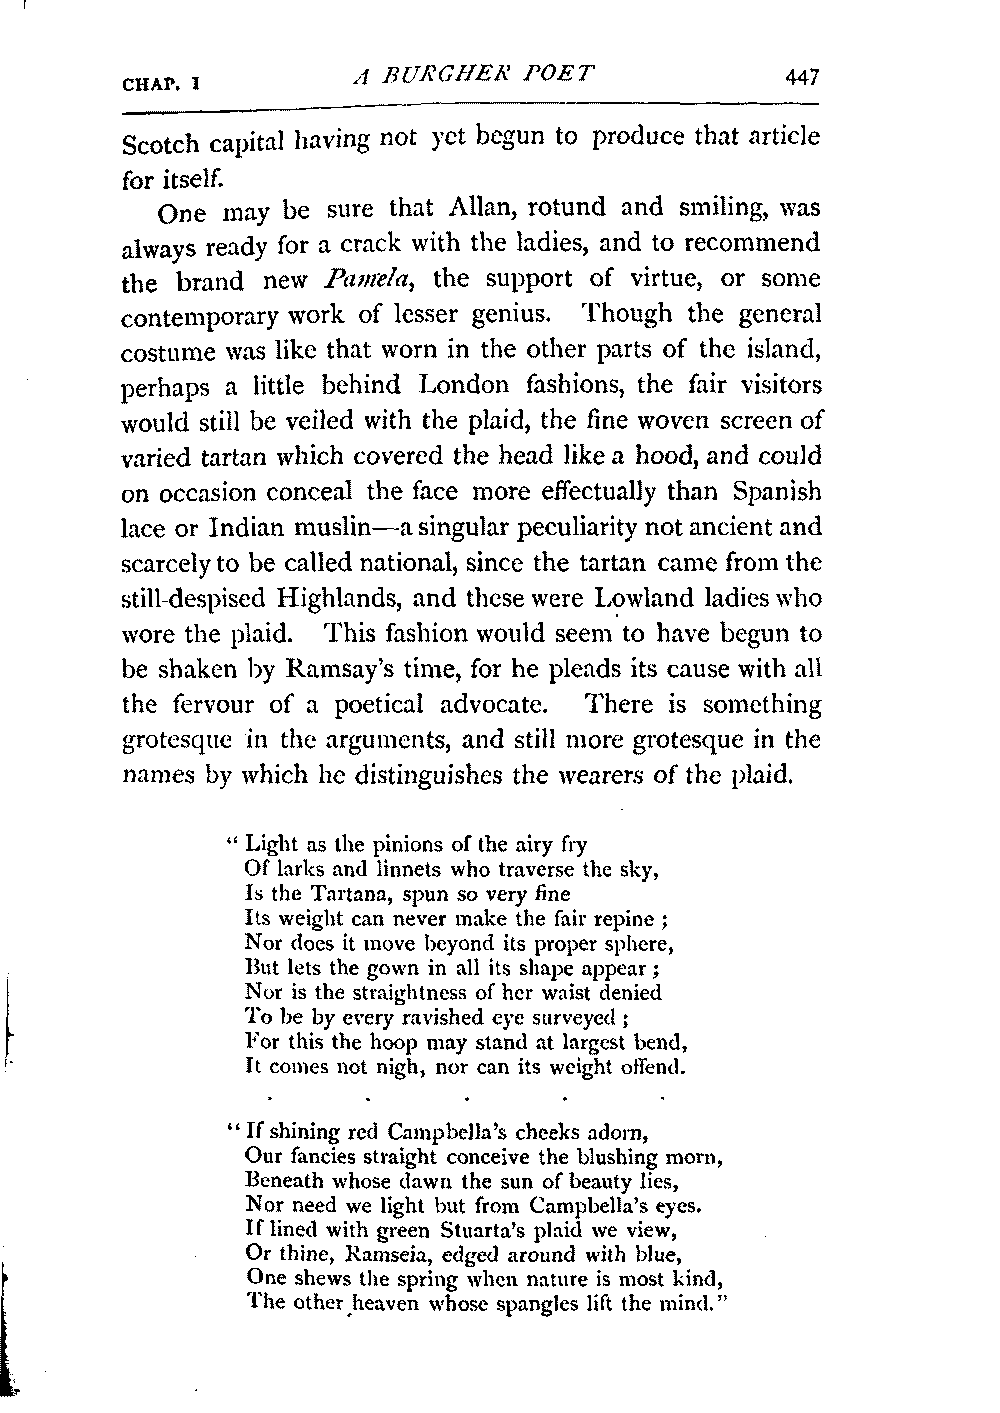 CHAP. I A BURGHER POET 447
Scotch capital having not yet begun to produce that article
for itself.
One may be sure that Allan, rotund and smiling, was
always ready for a crack with the ladies, and to recommend
the brand new Pamela, the support of virtue, or some
contemporary work of lesser genius. Though the general
costume was like that worn in the other parts of the island,
perhaps a little behind London fashions, the fair visitors
would still be veiled with the plaid, the fine woven screen of
varied tartan which covered the head like a hood, and could
on occasion conceal the face more effectually than Spanish
lace or Indian muslin—a singular peculiarity not ancient and
scarcely to be called national, since the tartan came from the
still-despised Highlands, and these were Lowland ladies who
wore the plaid. This fashion would seem to have begun to
be shaken by Ramsay's time, for he pleads its cause with all
the fervour of a poetical advocate. There is something
grotesque in the arguments, and still more grotesque in the
names by which he distinguishes the wearers of the plaid.
"Light as the pinions of the airy fry
Of larks and linnets who traverse the sky,
Is the Tartana, spun so very fine
Its weight can never make the fair repine;
Nor does it move beyond its proper sphere,
But lets the gown in all its shape appear;
Nor is the straightness of her waist denied
To be by every ravished eye surveyed;
For this the hoop may stand at largest bend,
It comes not nigh, nor can its weight offend.
. . . . .
"If shining red Campbella's cheeks adorn,
Our fancies straight conceive the blushing morn,
Beneath whose dawn the sun of beauty lies,
Nor need we light but from Campbella's eyes.
If lined with green Stuarta's plaid we view,
Or thine, Ramseia, edged around with blue,
One shews the spring when nature is most kind,
The other heaven whose spangles lift the mind."